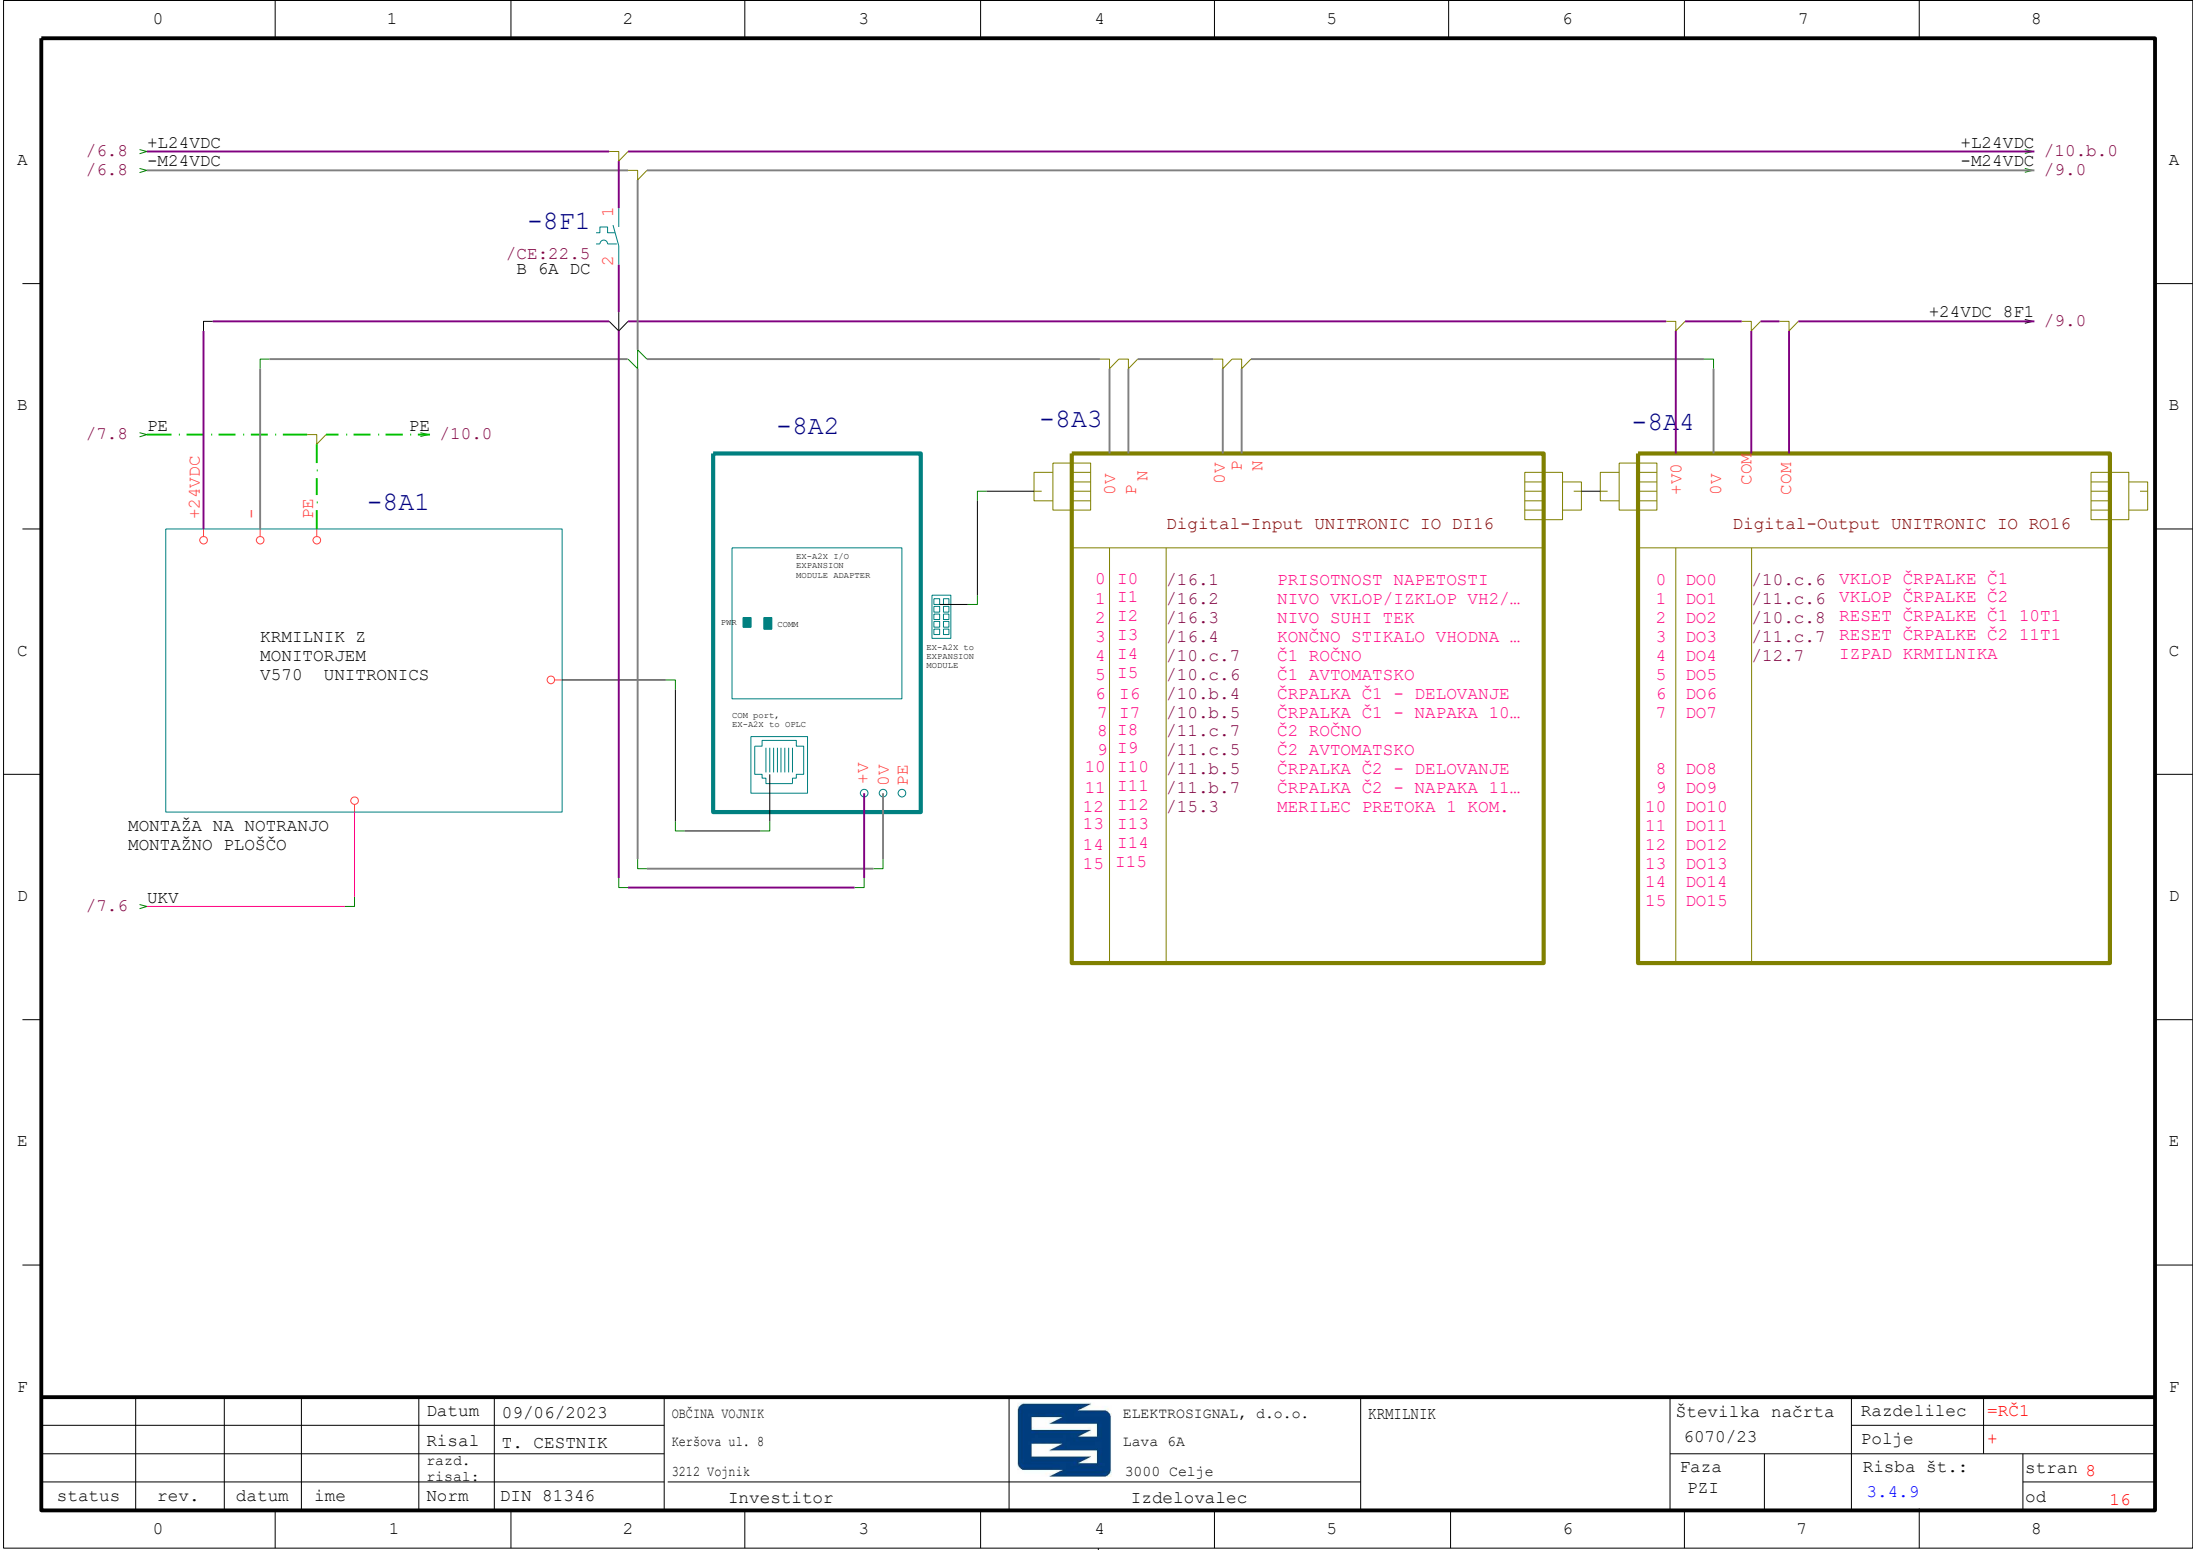 0 1 2 3 4 5 6 7 8
A
+L24VDC
/6.8
-M24VDC
/6.8
+L24VDC
/10.b.0
-M24VDC
/9.0
A
-8F1
1
/CE:22.5
B 6A DC
2
+24VDC 8F1
/9.0
B
/7.8
PE
PE
/10.0
B
-8A1
+24VDC
-
PE
KRMILNIK Z
MONITORJEM
V570 UNITRONICS
MONTAŽA NA NOTRANJO
MONTAŽNO PLOŠČO
/7.6
UKV
-8A2
EX-A2X I/O
EXPANSION
MODULE ADAPTER
PWR
COMM
EX-A2X to
EXPANSION
MODULE
COM port,
EX-A2X to OPLC
+V
0V
PE
-8A3
0V
P
N
0V
P
N
Digital-Input UNITRONIC IO DI16
0 I0 /16.1 PRISOTNOST NAPETOSTI
1 I1 /16.2 NIVO VKLOP/IZKLOP VH2/…
2 I2 /16.3 NIVO SUHI TEK
3 I3 /16.4 KONČNO STIKALO VHODNA …
4 I4 /10.c.7 Č1 ROČNO
5 I5 /10.c.6 Č1 AVTOMATSKO
6 I6 /10.b.4 ČRPALKA Č1 - DELOVANJE
7 I7 /10.b.5 ČRPALKA Č1 - NAPAKA 10…
8 I8 /11.c.7 Č2 ROČNO
9 I9 /11.c.5 Č2 AVTOMATSKO
10 I10 /11.b.5 ČRPALKA Č2 - DELOVANJE
11 I11 /11.b.7 ČRPALKA Č2 - NAPAKA 11…
12 I12 /15.3 MERILEC PRETOKA 1 KOM.
13 I13
14 I14
15 I15
-8A4
+V0
0V
COM
COM
Digital-Output UNITRONIC IO RO16
0 DO0 /10.c.6 VKLOP ČRPALKE Č1
1 DO1 /11.c.6 VKLOP ČRPALKE Č2
2 DO2 /10.c.8 RESET ČRPALKE Č1 10T1
3 DO3 /11.c.7 RESET ČRPALKE Č2 11T1
4 DO4 /12.7 IZPAD KRMILNIKA
5 DO5
6 DO6
7 DO7
8 DO8
9 DO9
10 DO10
11 DO11
12 DO12
13 DO13
14 DO14
15 DO15
C
C
D
D
E
E
F
F
Datum 09/06/2023
Risal T. CESTNIK
razd.
risal:
status rev. datum ime Norm DIN 81346
OBČINA VOJNIK
Keršova ul. 8
3212 Vojnik
Investitor
ELEKTROSIGNAL, d.o.o.
Lava 6A
3000 Celje
Izdelovalec
KRMILNIK
Številka načrta
6070/23
Faza
PZI
Razdelilec =RČ1
Polje +
Risba št.:
3.4.9
stran 8
od 16
0 1 2 3 4 5 6 7 8